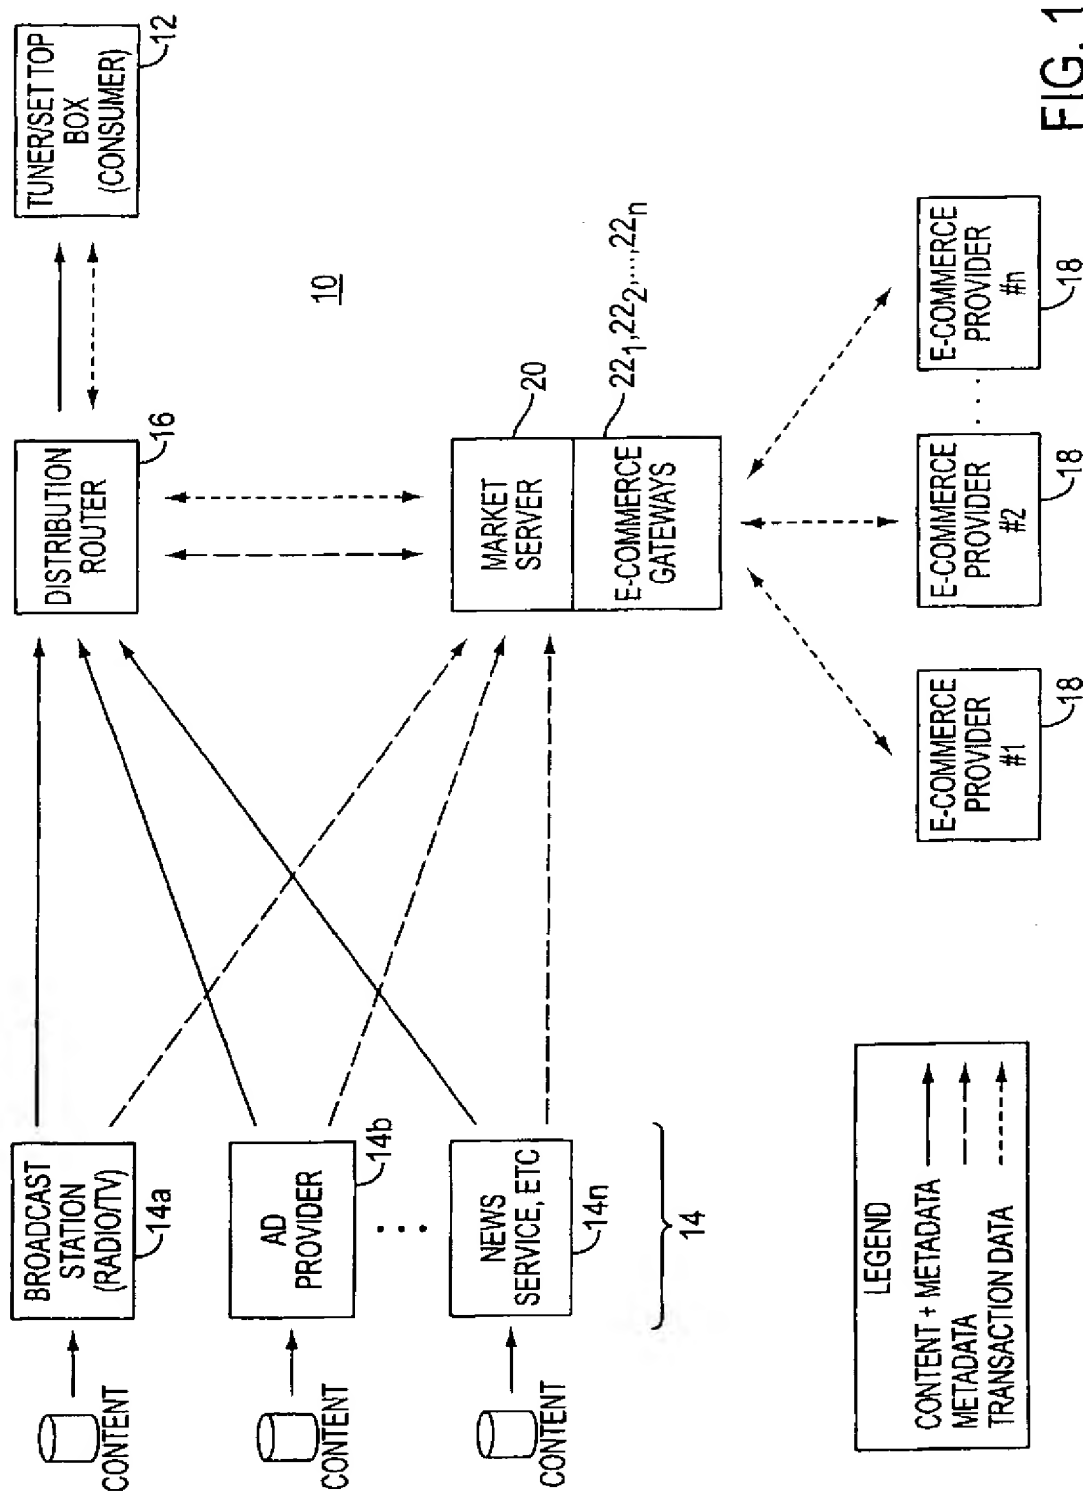 CONTENT
CONTENT
CONTENT
BROADCAST
STATION
(RADIO/TV)
14a
AD
PROVIDER
14b
NEWS
SERVICE, ETC
14n
14
DISTRIBUTION
ROUTER
16
TUNER/SET TOP
BOX
(CONSUMER)
12
10
MARKET
SERVER
20
E-COMMERCE
GATEWAYS
22₁,22₂,...,22ₙ
E-COMMERCE
PROVIDER
#1
18
E-COMMERCE
PROVIDER
#2
18
E-COMMERCE
PROVIDER
#n
18
LEGEND
CONTENT + METADATA
METADATA
TRANSACTION DATA
FIG. 1